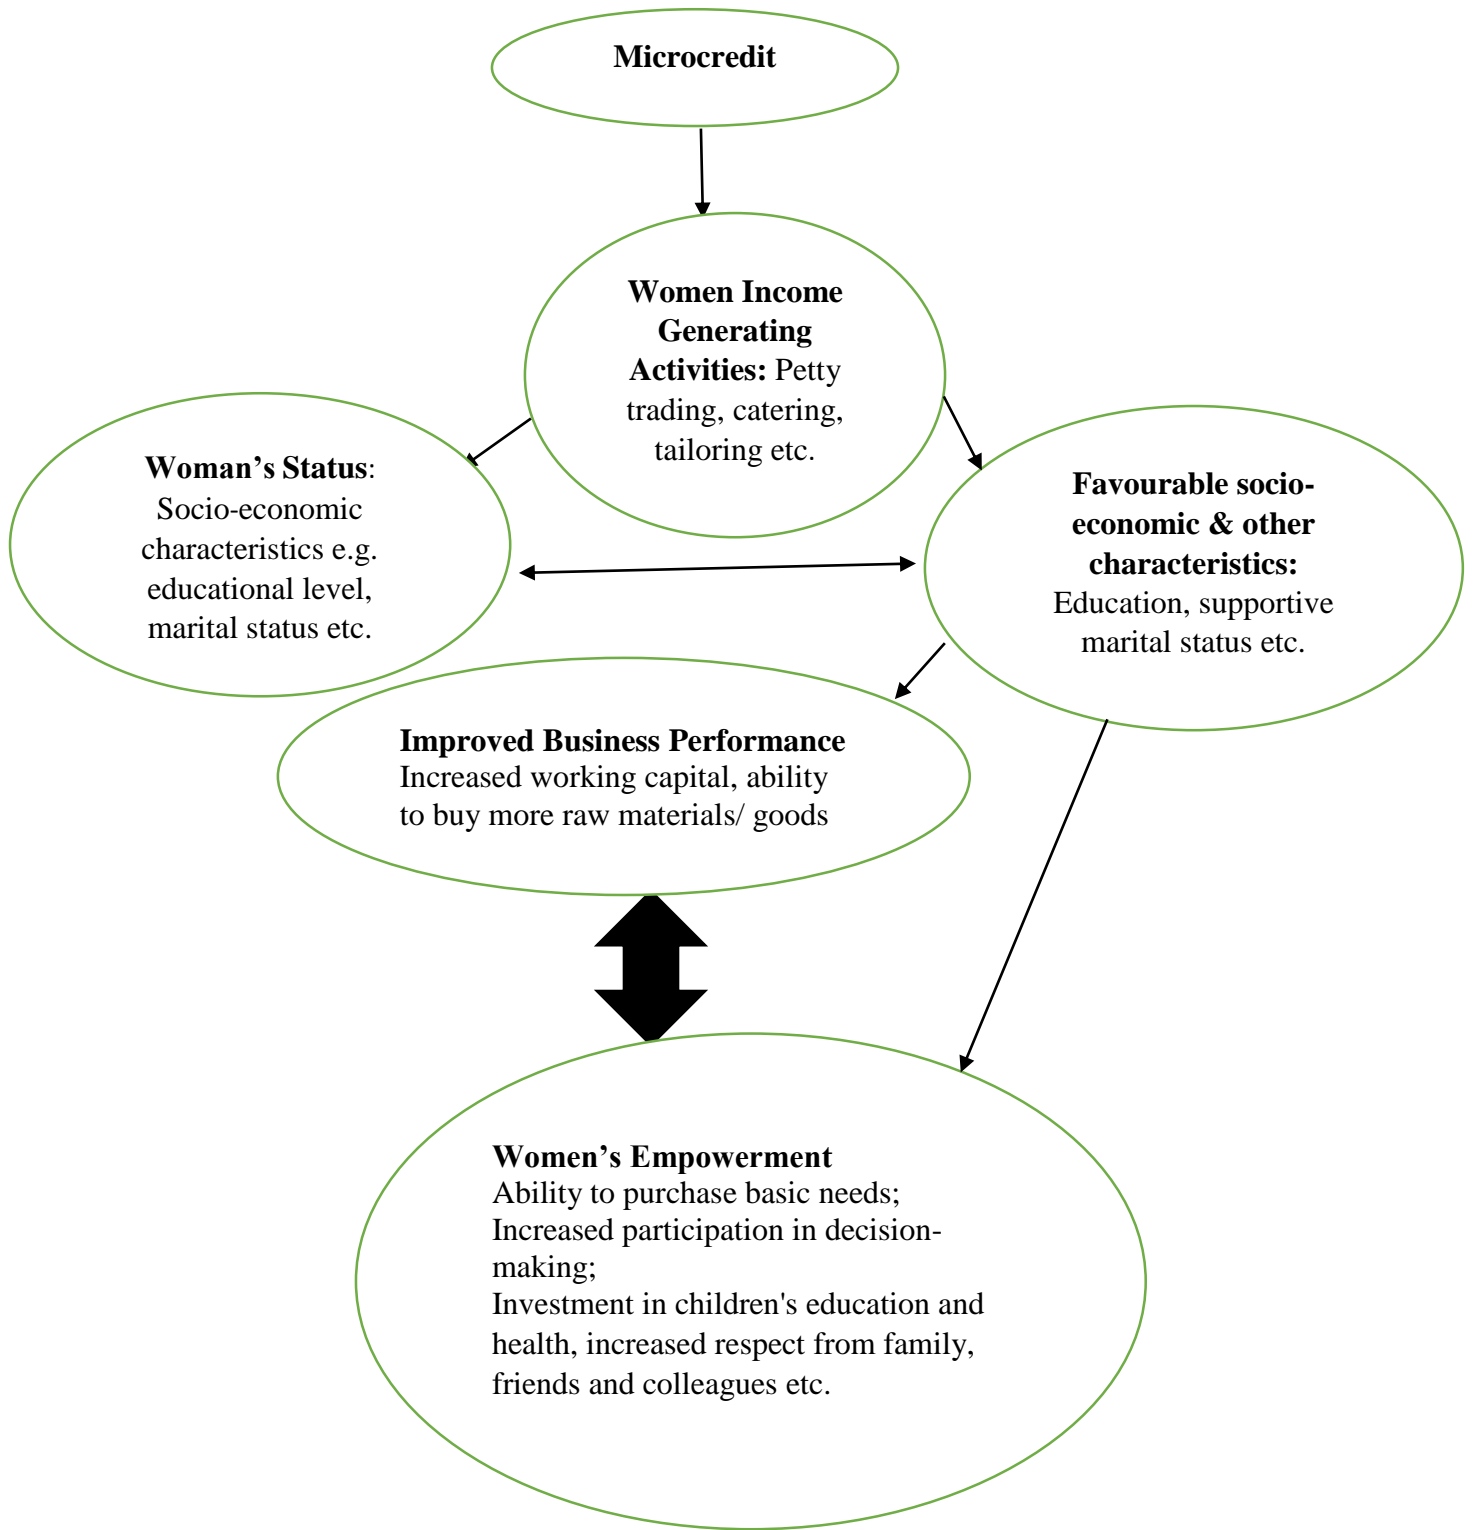 Microcredit
Women Income
Generating
Activities: Petty
trading, catering,
tailoring etc.
Woman’s Status:
Socio-economic
characteristics e.g.
educational level,
marital status etc.
Favourable socio-
economic & other
characteristics:
Education, supportive
marital status etc.
Improved Business Performance
Increased working capital, ability
to buy more raw materials/ goods
Women’s Empowerment
Ability to purchase basic needs;
Increased participation in decision-
making;
Investment in children's education and
health, increased respect from family,
friends and colleagues etc.